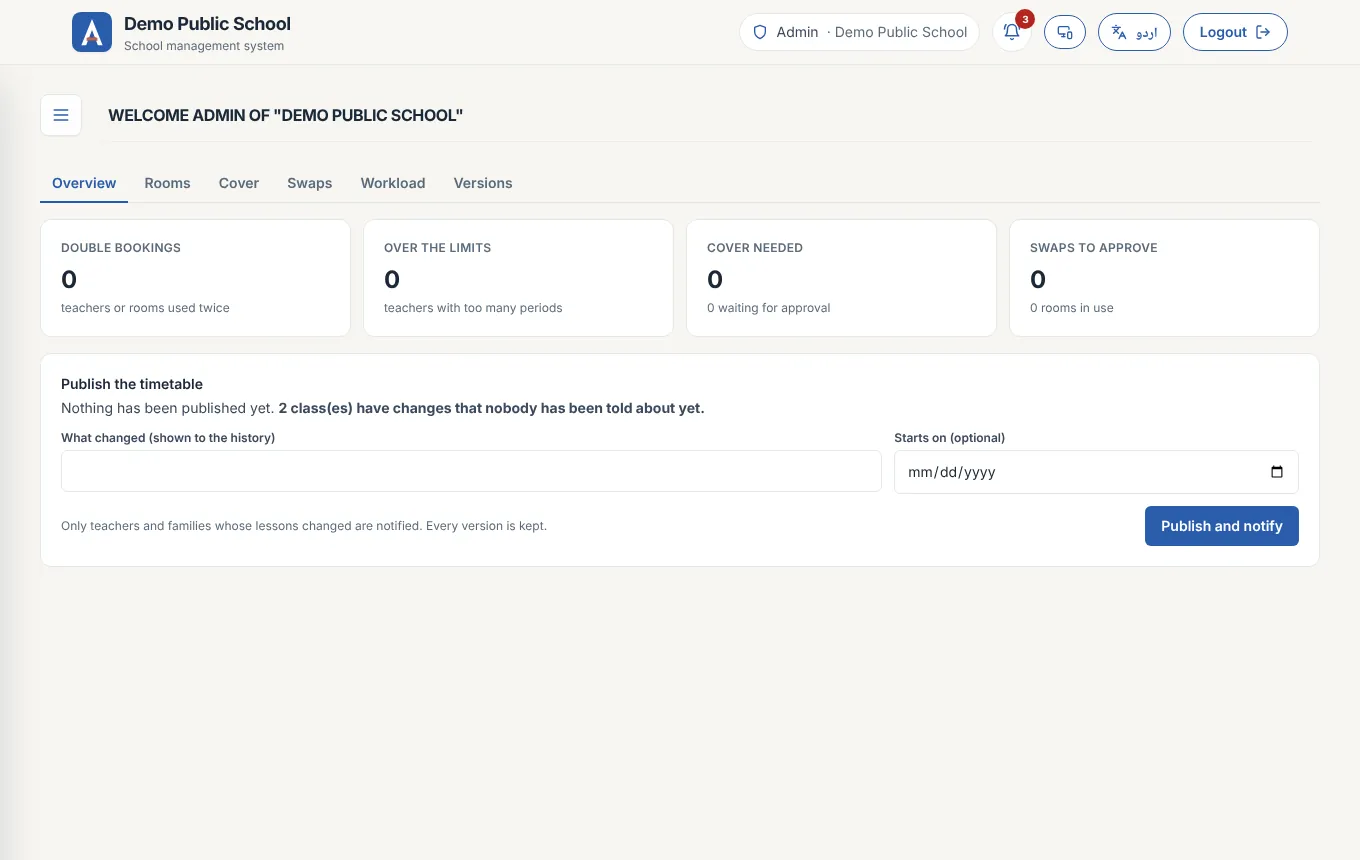 Demo Public School
School management system
Admin · Demo Public School
3
اردو
Logout
WELCOME ADMIN OF "DEMO PUBLIC SCHOOL"
Overview Rooms Cover Swaps Workload Versions
DOUBLE BOOKINGS
0
teachers or rooms used twice
OVER THE LIMITS
0
teachers with too many periods
COVER NEEDED
0
0 waiting for approval
SWAPS TO APPROVE
0
0 rooms in use
Publish the timetable
Nothing has been published yet. 2 class(es) have changes that nobody has been told about yet.
What changed (shown to the history)
Starts on (optional)
mm/dd/yyyy
Only teachers and families whose lessons changed are notified. Every version is kept.
Publish and notify